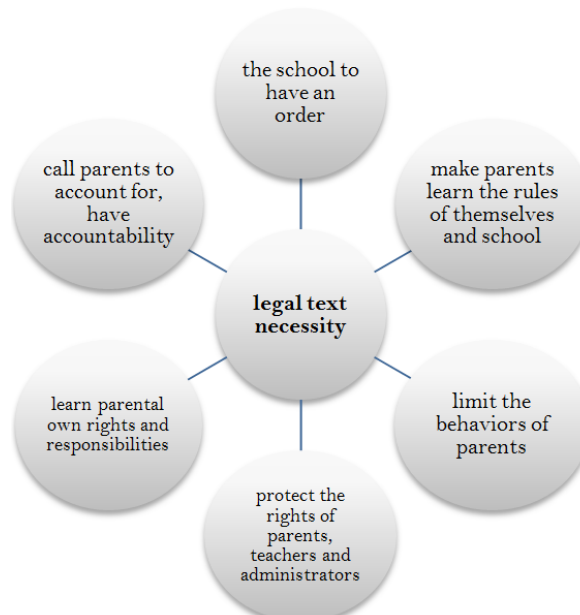 the school to
have an
order
make parents
learn the rules
of themselves
and school
limit the
behaviors of
parents
protect the
rights of
parents,
teachers and
administrators
learn parental
own rights and
responsibilities
call parents to
account for,
have
accountability
legal text
necessity